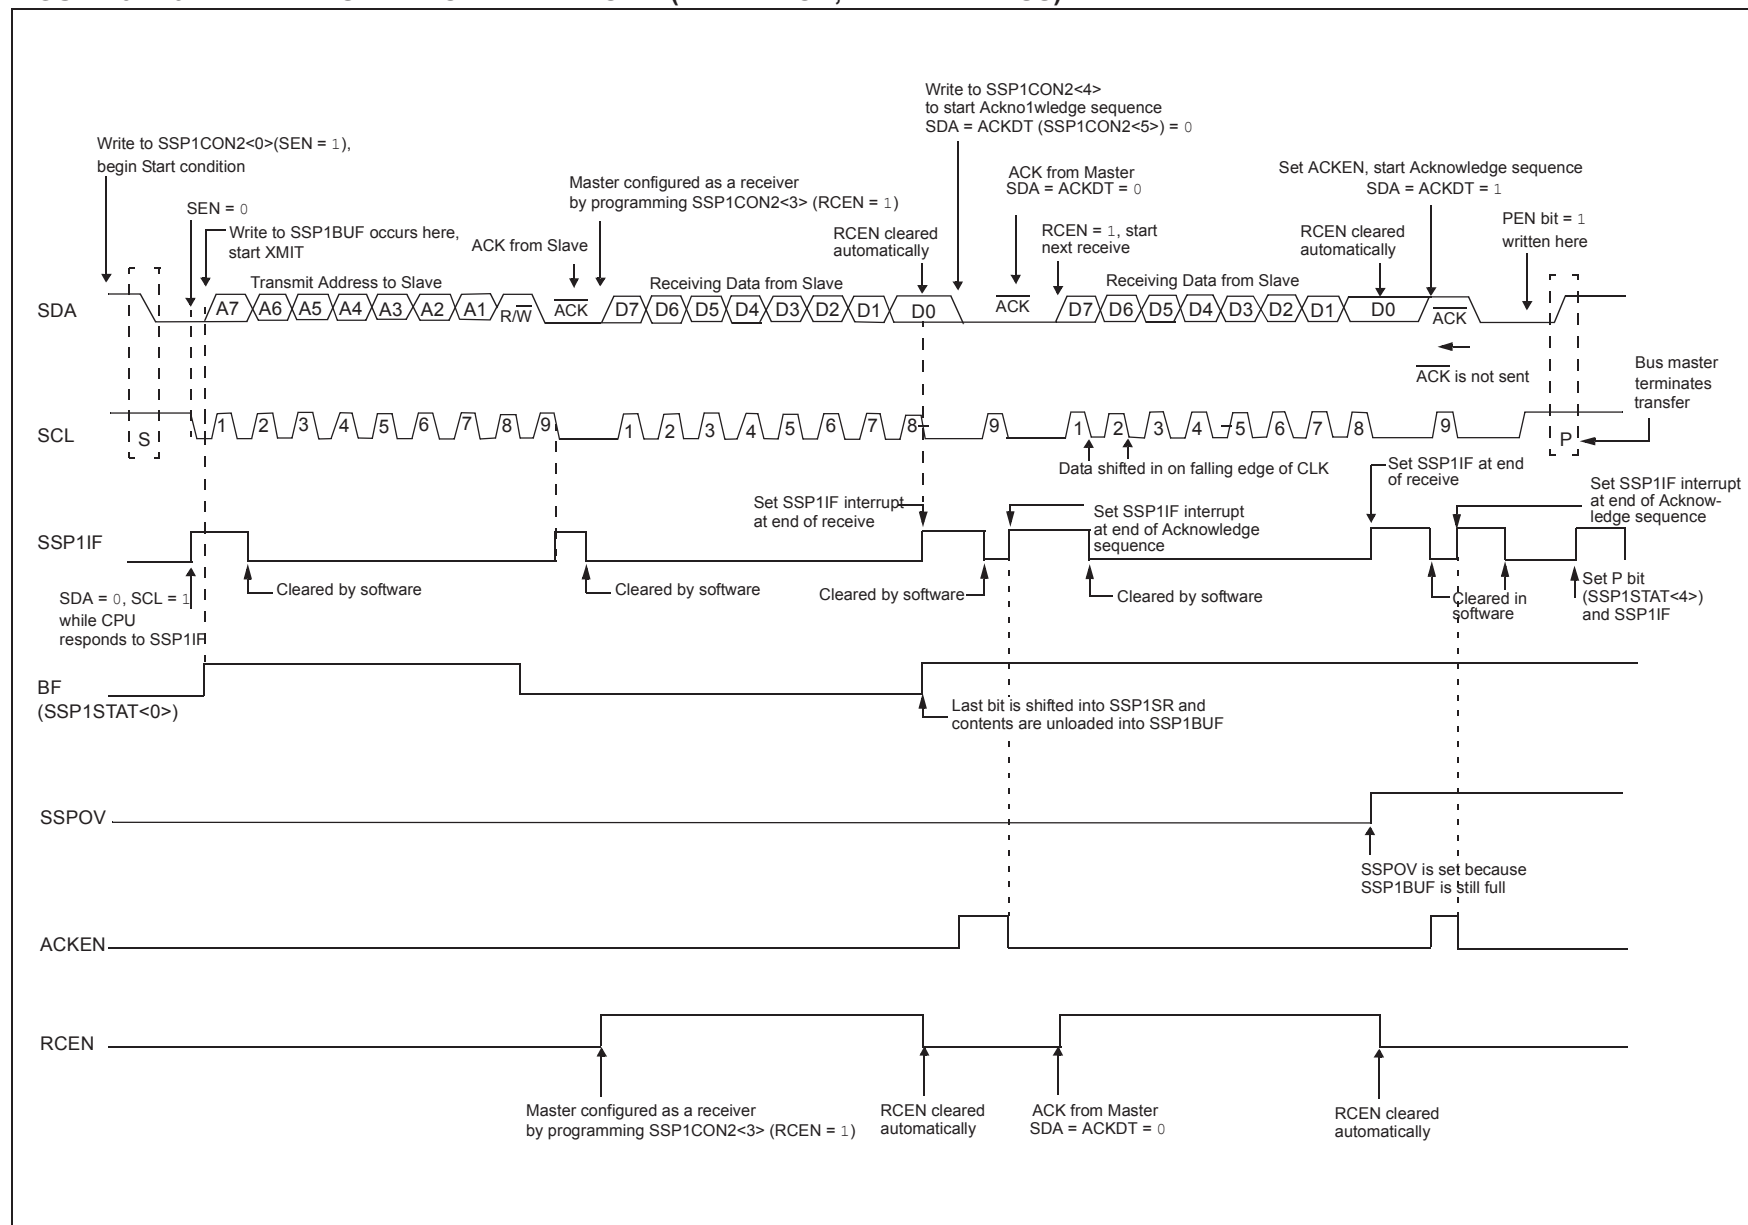 Write to SSP1CON2<4>
to start Ackno1wledge sequence
SDA = ACKDT (SSP1CON2<5>) = 0
Write to SSP1CON2<0>(SEN = 1),
begin Start condition
ACK from Master
SDA = ACKDT = 0
Set ACKEN, start Acknowledge sequence
SDA = ACKDT = 1
Master configured as a receiver
by programming SSP1CON2<3> (RCEN = 1)
SEN = 0
PEN bit = 1
written here
Write to SSP1BUF occurs here,
start XMIT
ACK from Slave
RCEN cleared
automatically
RCEN = 1, start
next receive
RCEN cleared
automatically
Transmit Address to Slave
Receiving Data from Slave
Receiving Data from Slave
SDA
A7 A6 A5 A4 A3 A2 A1 R/W ACK D7 D6 D5 D4 D3 D2 D1 D0 ACK D7 D6 D5 D4 D3 D2 D1 D0 ACK
ACK is not sent
Bus master
terminates
transfer
SCL
S 1 2 3 4 5 6 7 8 9 1 2 3 4 5 6 7 8 9 1 2 3 4 5 6 7 8 9 P
Data shifted in on falling edge of CLK
Set SSP1IF at end
of receive
Set SSP1IF interrupt
at end of receive
Set SSP1IF interrupt
at end of Acknowledge
sequence
Set SSP1IF interrupt
at end of Acknow-
ledge sequence
SSP1IF
Cleared by software
Cleared by software
Cleared by software
Cleared by software
Cleared in
software
Set P bit
(SSP1STAT<4>)
and SSP1IF
SDA = 0, SCL = 1
while CPU
responds to SSP1IF
BF
(SSP1STAT<0>)
Last bit is shifted into SSP1SR and
contents are unloaded into SSP1BUF
SSPOV
SSPOV is set because
SSP1BUF is still full
ACKEN
RCEN
Master configured as a receiver
by programming SSP1CON2<3> (RCEN = 1)
RCEN cleared
automatically
ACK from Master
SDA = ACKDT = 0
RCEN cleared
automatically